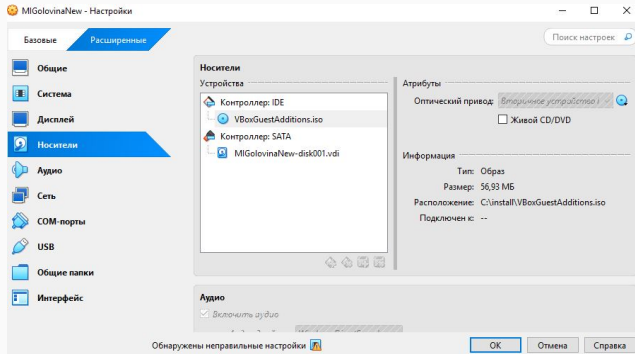 MIGolovinaNew - Настройки
Базовые
Расширенные
Поиск настроек
Общие
Система
Дисплей
Носители
Аудио
Сеть
COM-порты
USB
Общие папки
Интерфейс
Носители
Устройства
Контроллер: IDE
VBoxGuestAdditions.iso
Контроллер: SATA
MIGolovinaNew-disk001.vdi
Атрибуты
Оптический привод: Вторичное устройство I
Живой CD/DVD
Информация
Тип: Образ
Размер: 56,93 МБ
Расположение: C:\install\VBoxGuestAdditions.iso
Подключен к: --
Аудио
Включить аудио
Обнаружены неправильные настройки
OK Отмена Справка